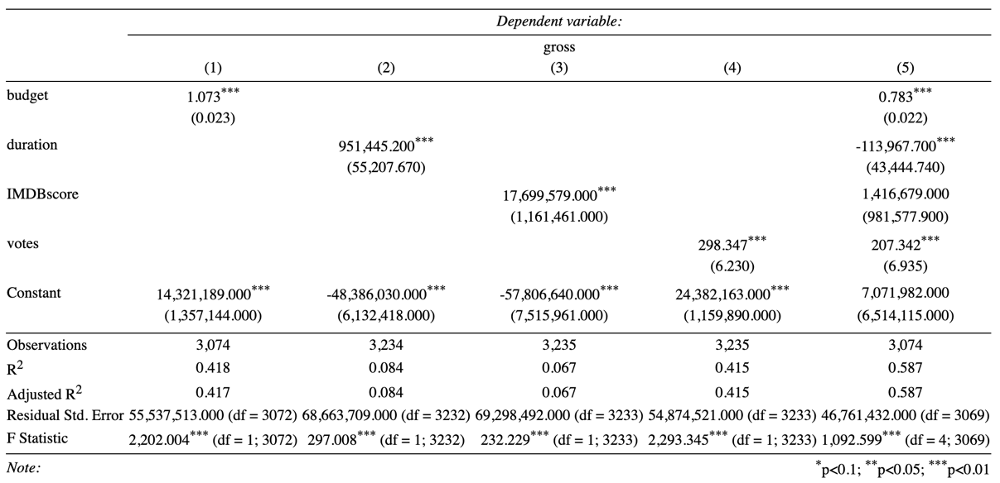 Dependent variable:
gross
(1) (2) (3) (4) (5)
budget 1.073*** 0.783***
(0.023) (0.022)
duration 951,445.200*** -113,967.700***
(55,207.670) (43,444.740)
IMDBscore 17,699,579.000*** 1,416,679.000
(1,161,461.000) (981,577.900)
votes 298.347*** 207.342***
(6.230) (6.935)
Constant 14,321,189.000*** -48,386,030.000*** -57,806,640.000*** 24,382,163.000*** 7,071,982.000
(1,357,144.000) (6,132,418.000) (7,515,961.000) (1,159,890.000) (6,514,115.000)
Observations 3,074 3,234 3,235 3,235 3,074
R2 0.418 0.084 0.067 0.415 0.587
Adjusted R2 0.417 0.084 0.067 0.415 0.587
Residual Std. Error 55,537,513.000 (df = 3072) 68,663,709.000 (df = 3232) 69,298,492.000 (df = 3233) 54,874,521.000 (df = 3233) 46,761,432.000 (df = 3069)
F Statistic 2,202.004*** (df = 1; 3072) 297.008*** (df = 1; 3232) 232.229*** (df = 1; 3233) 2,293.345*** (df = 1; 3233) 1,092.599*** (df = 4; 3069)
Note: *p<0.1; **p<0.05; ***p<0.01